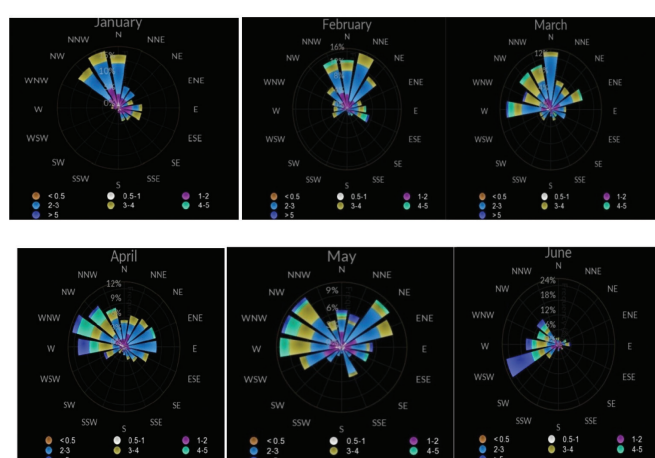 January
N
NNW NNE
NW NE
WNW ENE
W E
WSW ESE
SW SE
SSW SSE
S
< 0.5 0.5-1 1-2
2-3 3-4 4-5
> 5
February
N
NNW NNE
16%
NW NE
WNW ENE
W E
WSW ESE
SW SE
SSW SSE
S
< 0.5 0.5-1 1-2
2-3 3-4 4-5
> 5
March
N
NNW NNE
NW NE
WNW ENE
W E
WSW ESE
SW SE
SSW SSE
S
< 0.5 0.5-1 1-2
2-3 3-4 4-5
> 5
April
N
NNW NNE
12%
NW NE
9%
WNW ENE
W E
WSW ESE
SW SE
SSW SSE
S
< 0.5 0.5-1 1-2
2-3 3-4 4-5
May
N
NNW NNE
9%
NW NE
6%
WNW ENE
W E
WSW ESE
SW SE
SSW SSE
S
< 0.5 0.5-1 1-2
2-3 3-4 4-5
June
N
NNW NNE
24%
NW NE
18%
12%
WNW ENE
6%
W E
WSW ESE
SW SE
SSW SSE
S
< 0.5 0.5-1 1-2
2-3 3-4 4-5